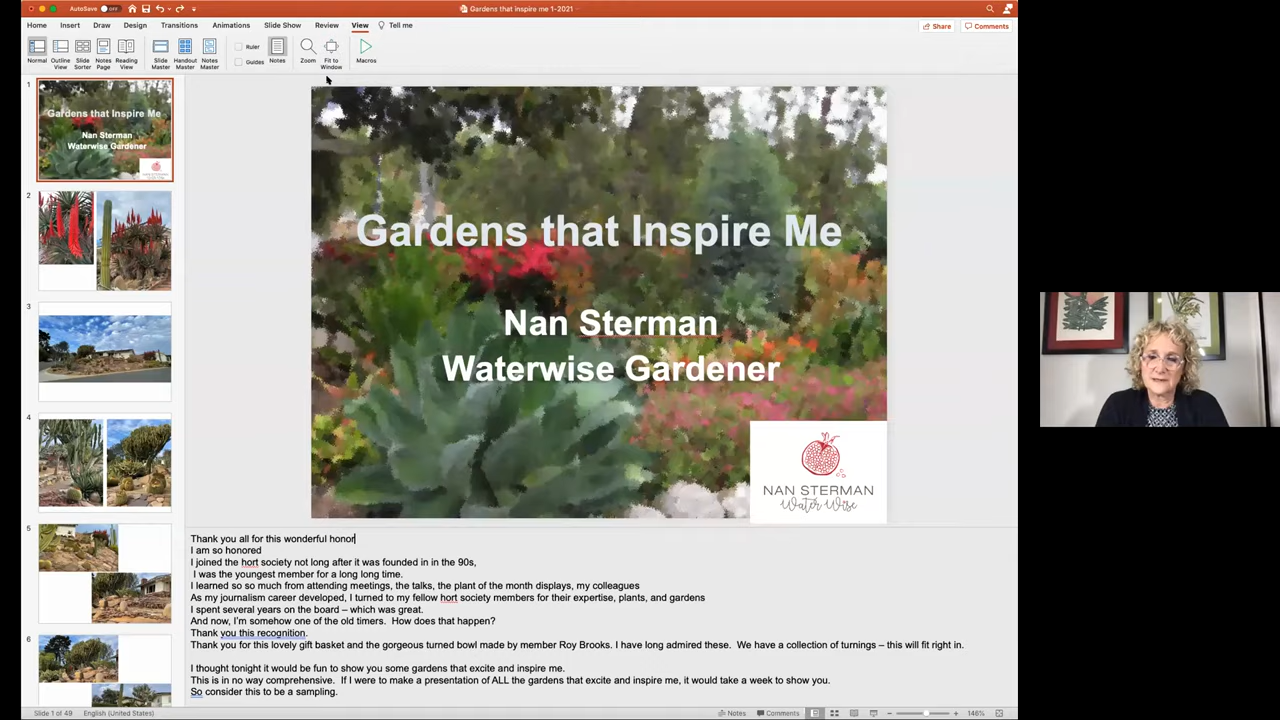 AutoSave OFF
Gardens that inspire me 1-2021
Home Insert Draw Design Transitions Animations Slide Show Review View Tell me
Share Comments
Normal Outline View Slide Sorter Notes Page Reading View Slide Master Handout Master Notes Master Ruler Guides Notes Zoom Fit to Window Macros
1
Gardens that Inspire Me
Nan Sterman
Waterwise Gardener
2
3
4
5
6
Gardens that Inspire Me
Nan Sterman
Waterwise Gardener
NAN STERMAN
Water Wise
Thank you all for this wonderful honor
I am so honored
I joined the hort society not long after it was founded in in the 90s,
I was the youngest member for a long long time.
I learned so so much from attending meetings, the talks, the plant of the month displays, my colleagues
As my journalism career developed, I turned to my fellow hort society members for their expertise, plants, and gardens
I spent several years on the board – which was great.
And now, I'm somehow one of the old timers.  How does that happen?
Thank you this recognition.
Thank you for this lovely gift basket and the gorgeous turned bowl made by member Roy Brooks. I have long admired these.  We have a collection of turnings – this will fit right in.
I thought tonight it would be fun to show you some gardens that excite and inspire me.
This is in no way comprehensive.  If I were to make a presentation of ALL the gardens that excite and inspire me, it would take a week to show you.
So consider this to be a sampling.
Slide 1 of 49 English (United States) Notes Comments 146%